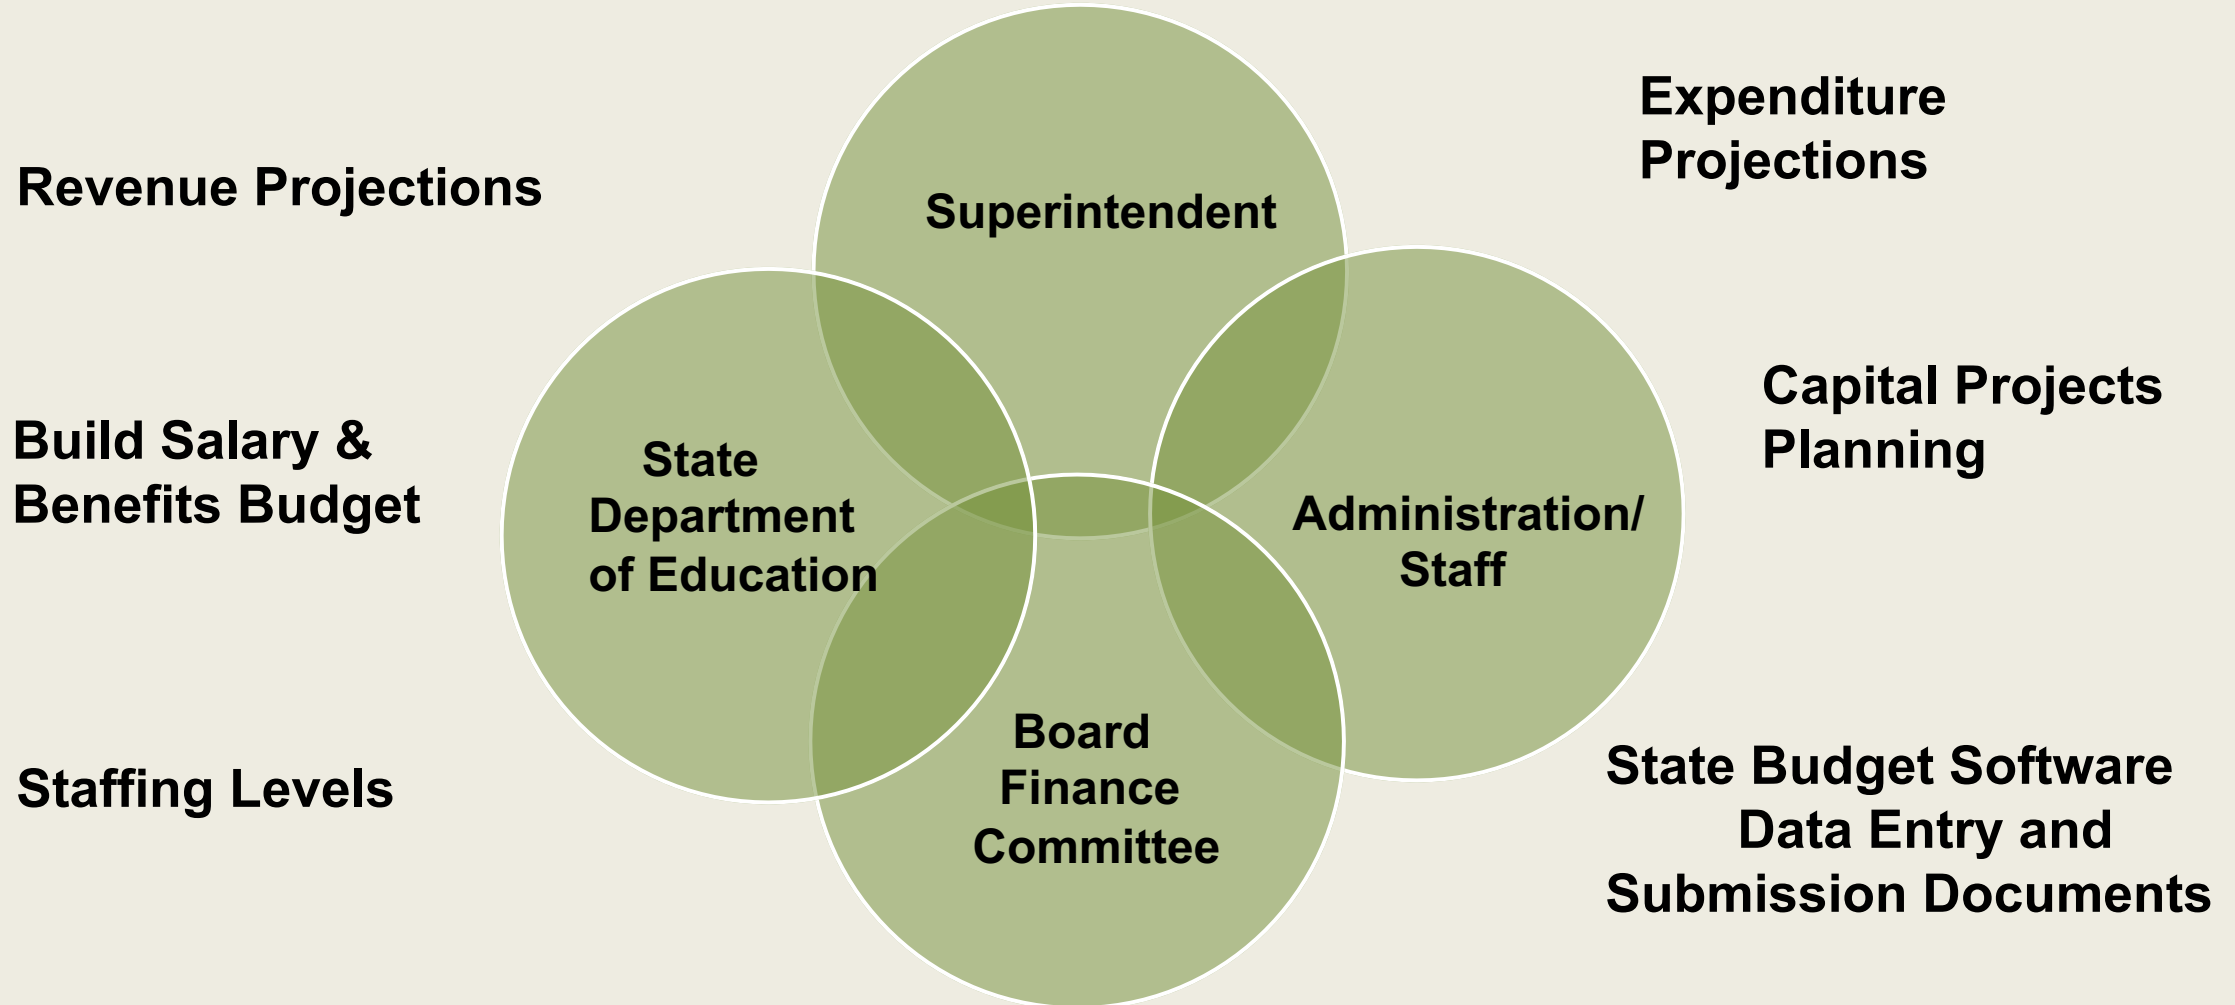 Revenue Projections
Build Salary &
Benefits Budget
Staffing Levels
Superintendent
State
Department
of Education
Administration/
Staff
Board
Finance
Committee
Expenditure
Projections
Capital Projects
Planning
State Budget Software
Data Entry and
Submission Documents